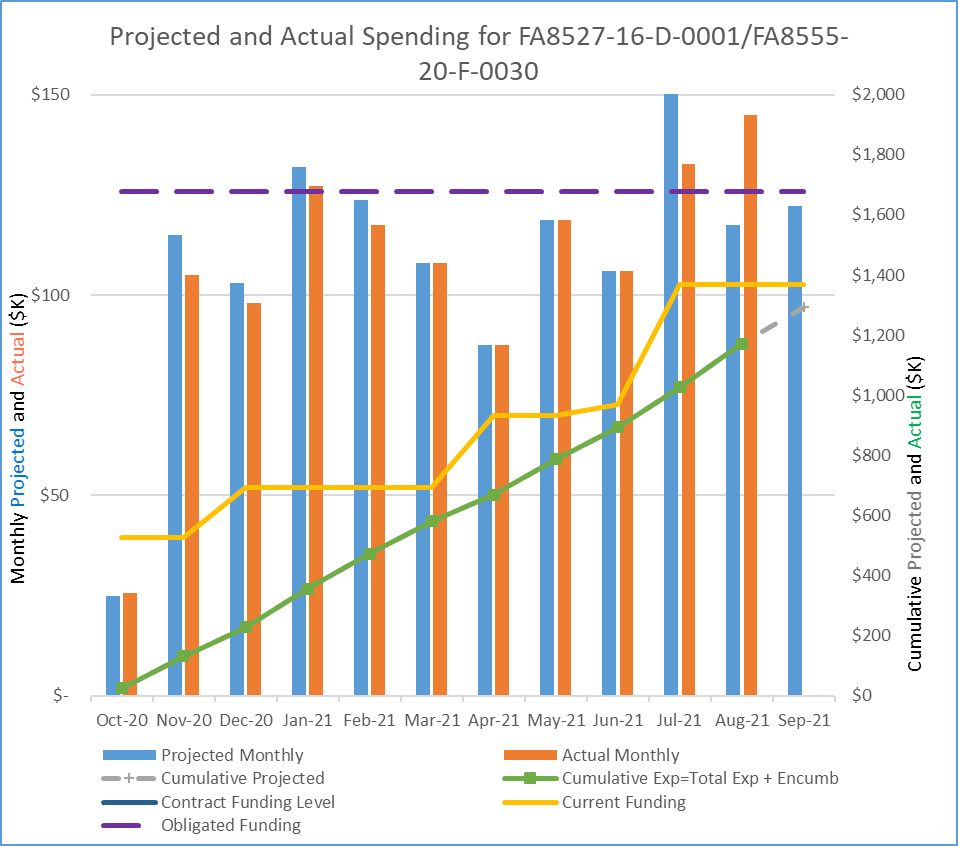 Projected and Actual Spending for FA8527-16-D-0001/FA8555-
20-F-0030
$150
$100
$50
$-
Monthly Projected and Actual ($K)
$2,000
$1,800
$1,600
$1,400
$1,200
$1,000
$800
$600
$400
$200
$0
Cumulative Projected and Actual ($K)
Oct-20 Nov-20 Dec-20 Jan-21 Feb-21 Mar-21 Apr-21 May-21 Jun-21 Jul-21 Aug-21 Sep-21
Projected Monthly Actual Monthly
Cumulative Projected Cumulative Exp=Total Exp + Encumb
Contract Funding Level Current Funding
Obligated Funding